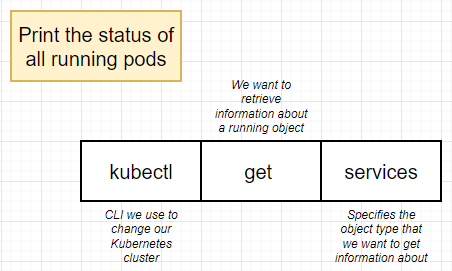 Print the status of
all running pods
We want to
retrieve
information about
a running object
kubectl
get
services
CLI we use to
change our
Kubernetes
cluster
Specifies the
object type that
we want to get
information about